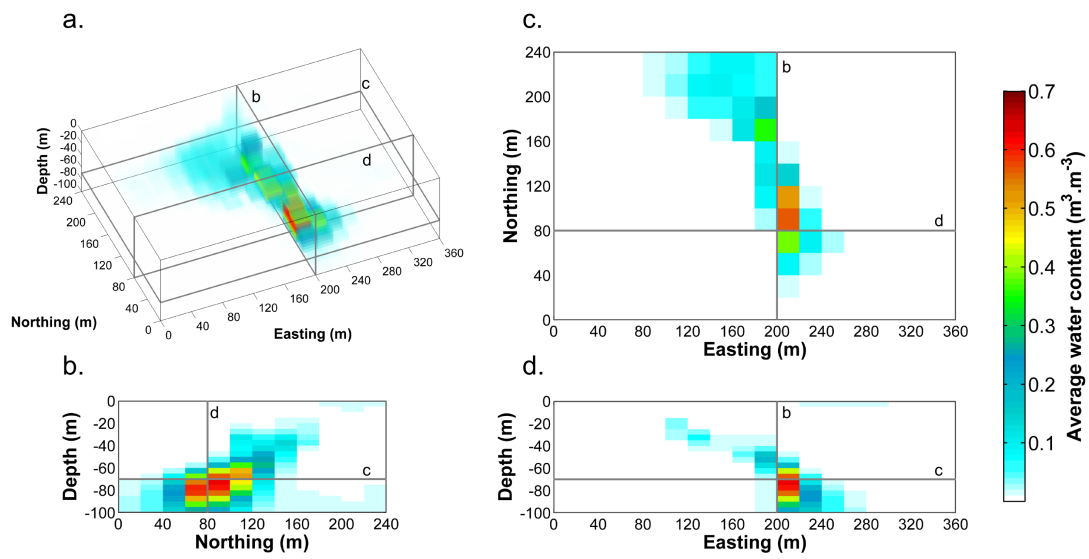 a.
b
c
d
Depth (m)
0
-20
-40
-60
-80
-100
240
200
160
120
80
40
0
Northing (m)
0
40
80
120
160
200
240
280
320
360
Easting (m)
c.
240
200
160
120
80
40
0
Northing (m)
b
d
0 40 80 120 160 200 240 280 320 360
Easting (m)
0.7
0.6
0.5
0.4
0.3
0.2
0.1
Average water content (m³.m⁻³)
b.
0
-20
-40
-60
-80
-100
Depth (m)
d
c
0 40 80 120 160 200 240
Northing (m)
d.
0
-20
-40
-60
-80
-100
Depth (m)
b
c
0 40 80 120 160 200 240 280 320 360
Easting (m)